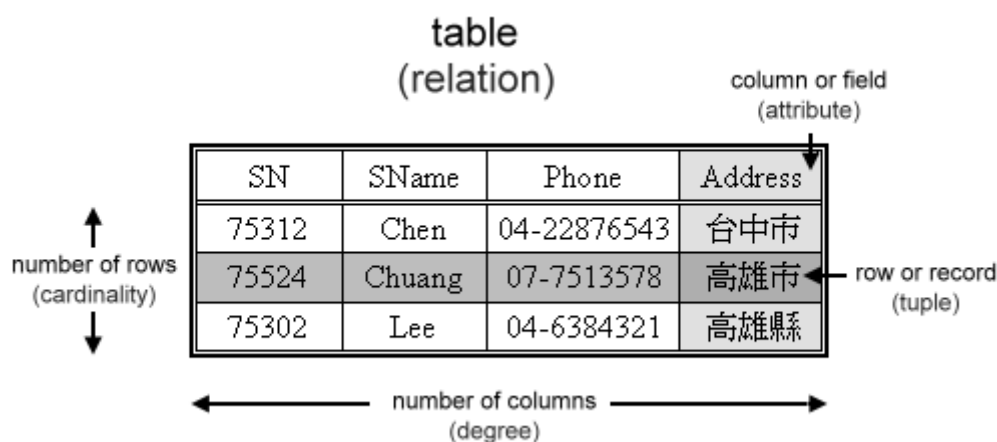 table
(relation)
column or field
(attribute)
SN SName Phone Address
75312 Chen 04-22876543 台中市
number of rows
(cardinality)
75524 Chuang 07-7513578 高雄市
row or record
(tuple)
75302 Lee 04-6384321 高雄縣
number of columns
(degree)